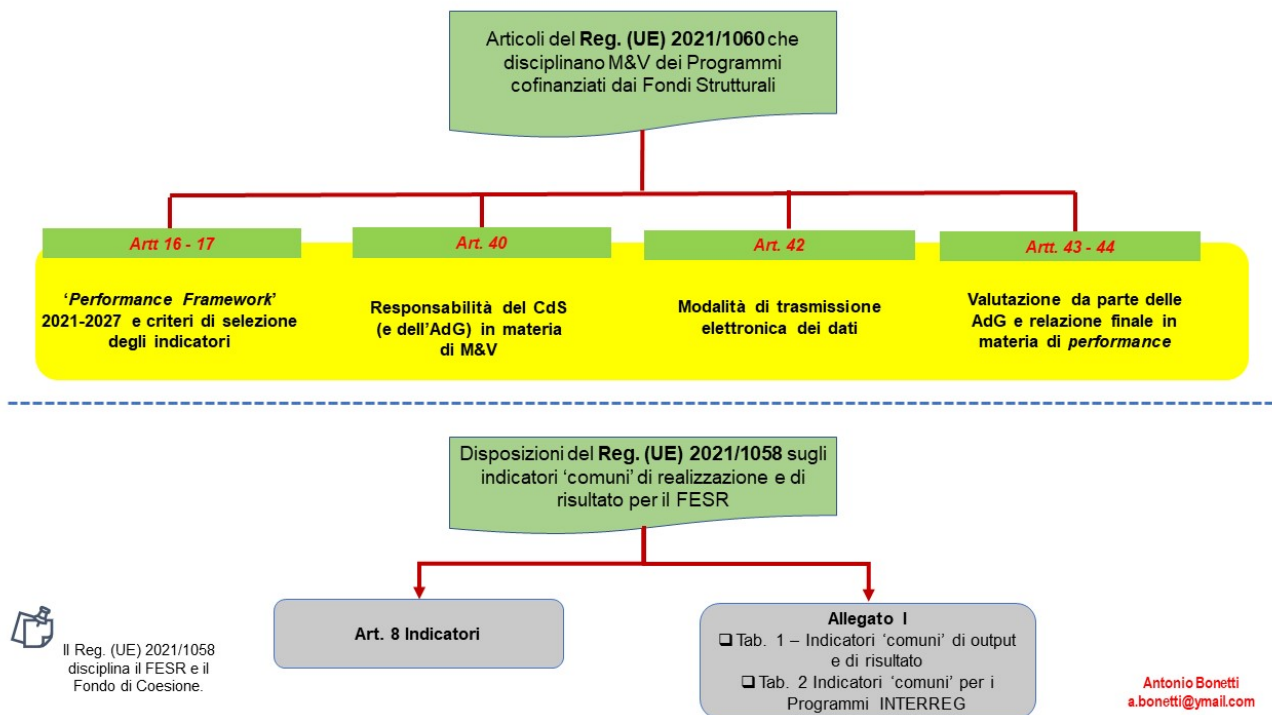 Articoli del Reg. (UE) 2021/1060 che
disciplinano M&V dei Programmi
cofinanziati dai Fondi Strutturali
Artt 16 - 17
Art. 40
Art. 42
Artt. 43 - 44
‘Performance Framework’
2021-2027 e criteri di selezione
degli indicatori
Responsabilità del CdS
(e dell’AdG) in materia
di M&V
Modalità di trasmissione
elettronica dei dati
Valutazione da parte delle
AdG e relazione finale in
materia di performance
Disposizioni del Reg. (UE) 2021/1058 sugli
indicatori ‘comuni’ di realizzazione e di
risultato per il FESR
Il Reg. (UE) 2021/1058
disciplina il FESR e il
Fondo di Coesione.
Art. 8 Indicatori
Allegato I
❑ Tab. 1 – Indicatori ‘comuni’ di output
e di risultato
❑ Tab. 2 Indicatori ‘comuni’ per i
Programmi INTERREG
Antonio Bonetti
a.bonetti@ymail.com